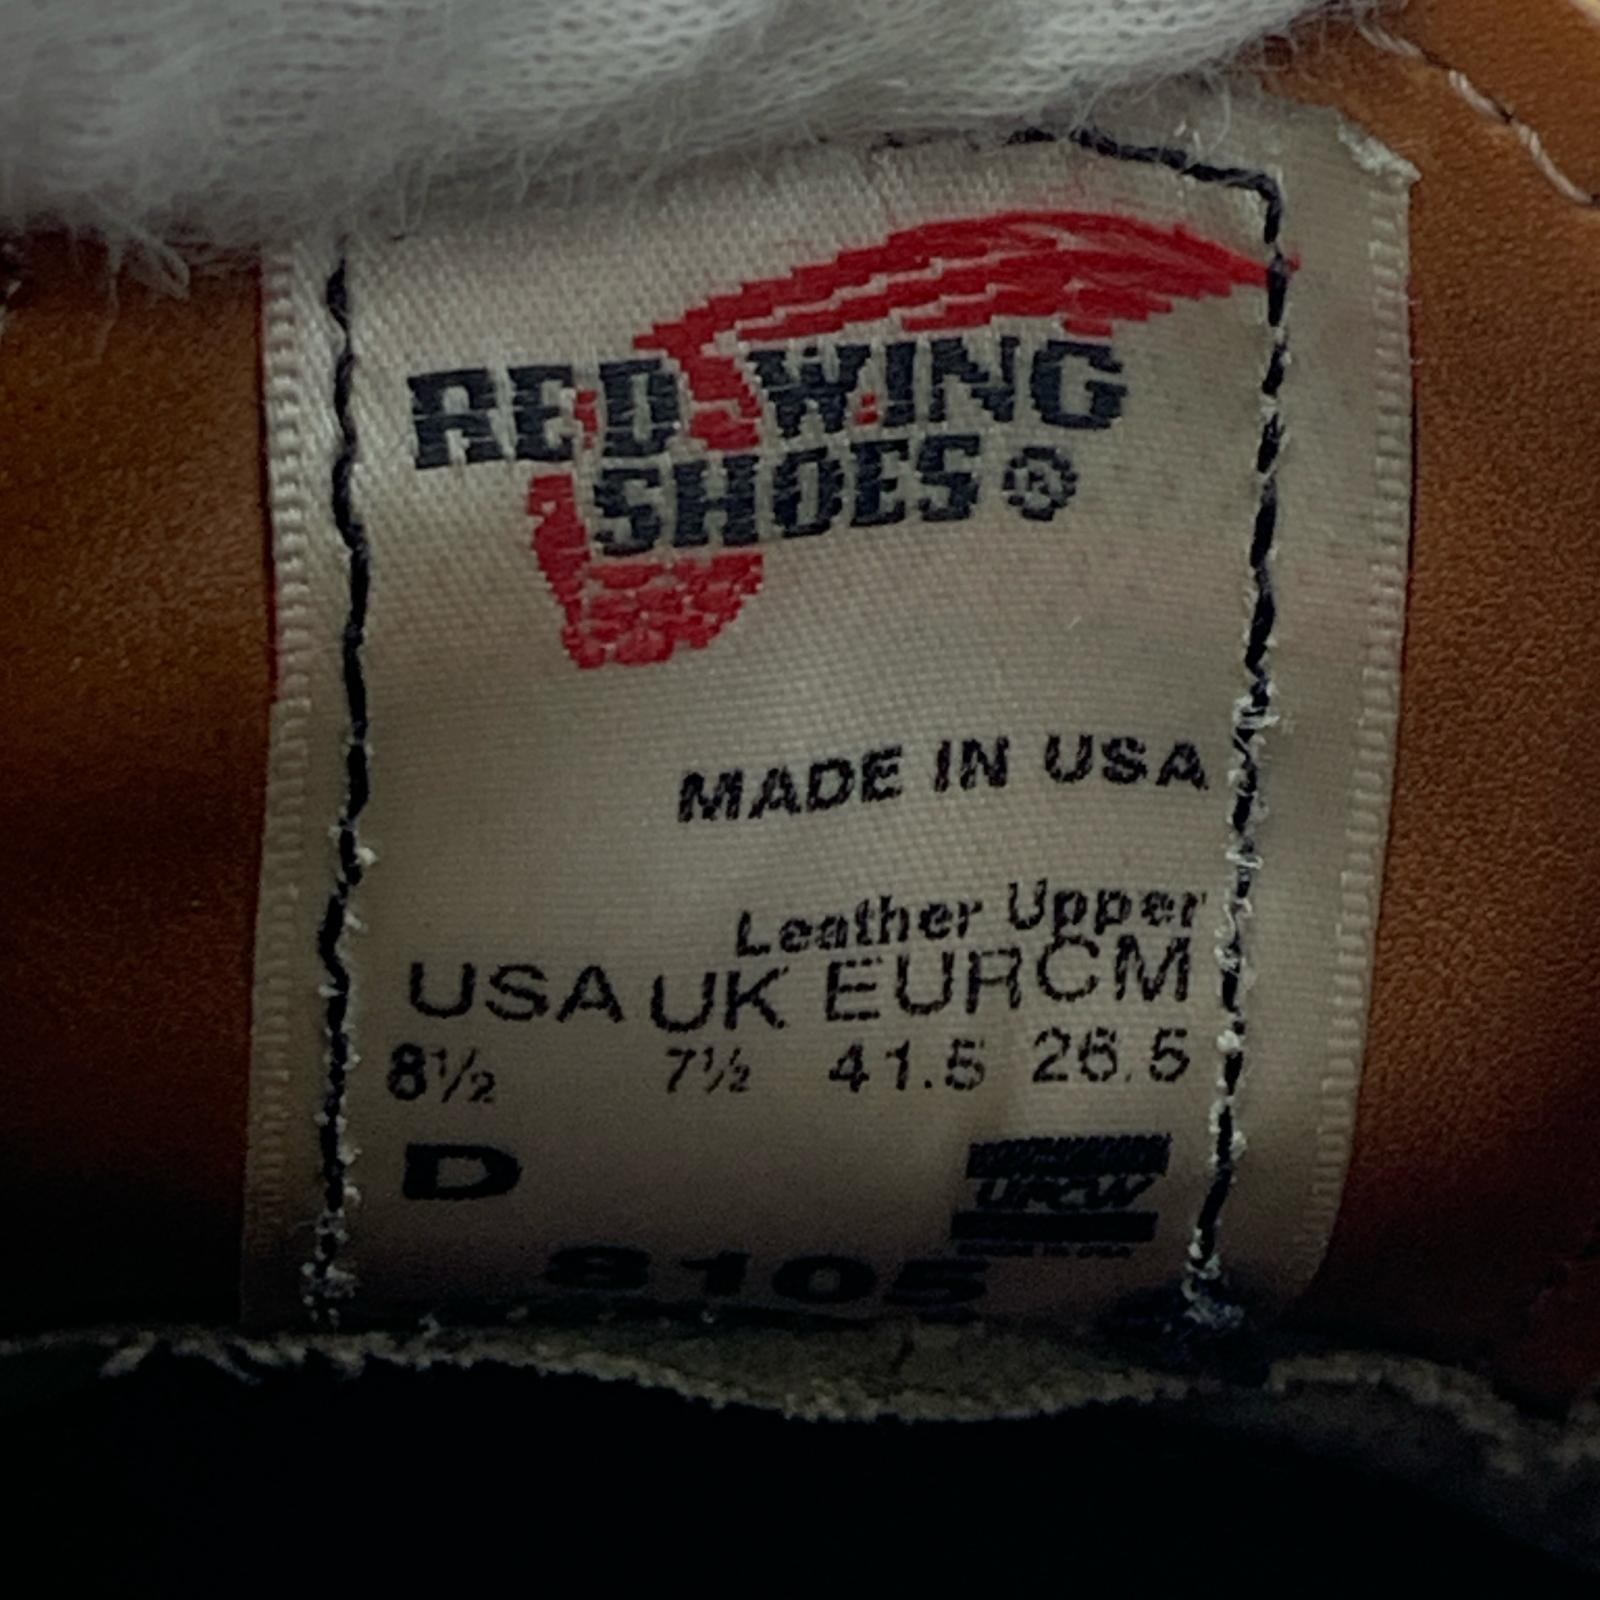 RED WING
SHOES®
MADE IN USA
Leather Upper
USA UK EUR CM
8½ 7½ 41.5 26.5
D
UFCW
8105